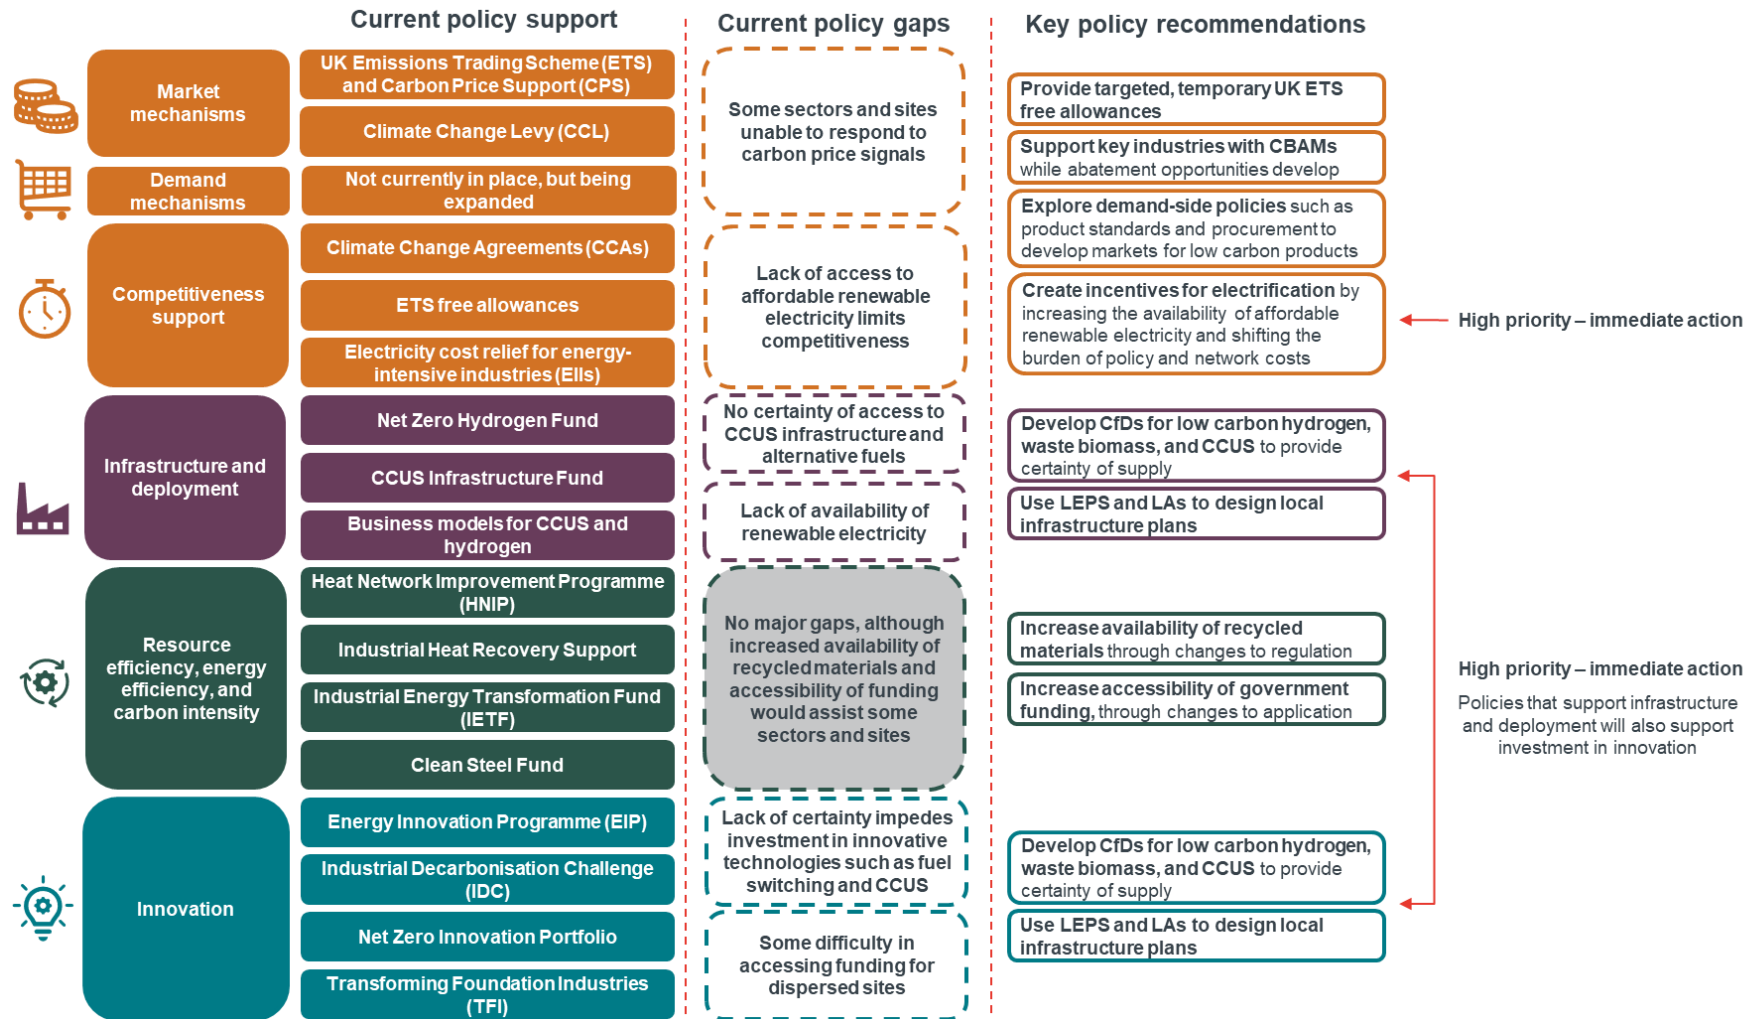 Current policy support
Current policy gaps
Key policy recommendations
Market
mechanisms
UK Emissions Trading Scheme (ETS)
and Carbon Price Support (CPS)
Climate Change Levy (CCL)
Demand
mechanisms
Not currently in place, but being
expanded
Some sectors and sites
unable to respond to
carbon price signals
Provide targeted, temporary UK ETS
free allowances
Support key industries with CBAMs
while abatement opportunities develop
Explore demand-side policies such as
product standards and procurement to
develop markets for low carbon products
Competitiveness
support
Climate Change Agreements (CCAs)
ETS free allowances
Electricity cost relief for energy-
intensive industries (EIIs)
Lack of access to
affordable renewable
electricity limits
competitiveness
Create incentives for electrification by
increasing the availability of affordable
renewable electricity and shifting the
burden of policy and network costs
High priority – immediate action
Infrastructure and
deployment
Net Zero Hydrogen Fund
CCUS Infrastructure Fund
Business models for CCUS and
hydrogen
No certainty of access to
CCUS infrastructure and
alternative fuels
Lack of availability of
renewable electricity
Develop CfDs for low carbon hydrogen,
waste biomass, and CCUS to provide
certainty of supply
Use LEPS and LAs to design local
infrastructure plans
Resource
efficiency, energy
efficiency, and
carbon intensity
Heat Network Improvement Programme
(HNIP)
Industrial Heat Recovery Support
Industrial Energy Transformation Fund
(IETF)
Clean Steel Fund
No major gaps, although
increased availability of
recycled materials and
accessibility of funding
would assist some
sectors and sites
Increase availability of recycled
materials through changes to regulation
Increase accessibility of government
funding, through changes to application
High priority – immediate action
Policies that support infrastructure
and deployment will also support
investment in innovation
Innovation
Energy Innovation Programme (EIP)
Industrial Decarbonisation Challenge
(IDC)
Net Zero Innovation Portfolio
Transforming Foundation Industries
(TFI)
Lack of certainty impedes
investment in innovative
technologies such as fuel
switching and CCUS
Some difficulty in
accessing funding for
dispersed sites
Develop CfDs for low carbon hydrogen,
waste biomass, and CCUS to provide
certainty of supply
Use LEPS and LAs to design local
infrastructure plans